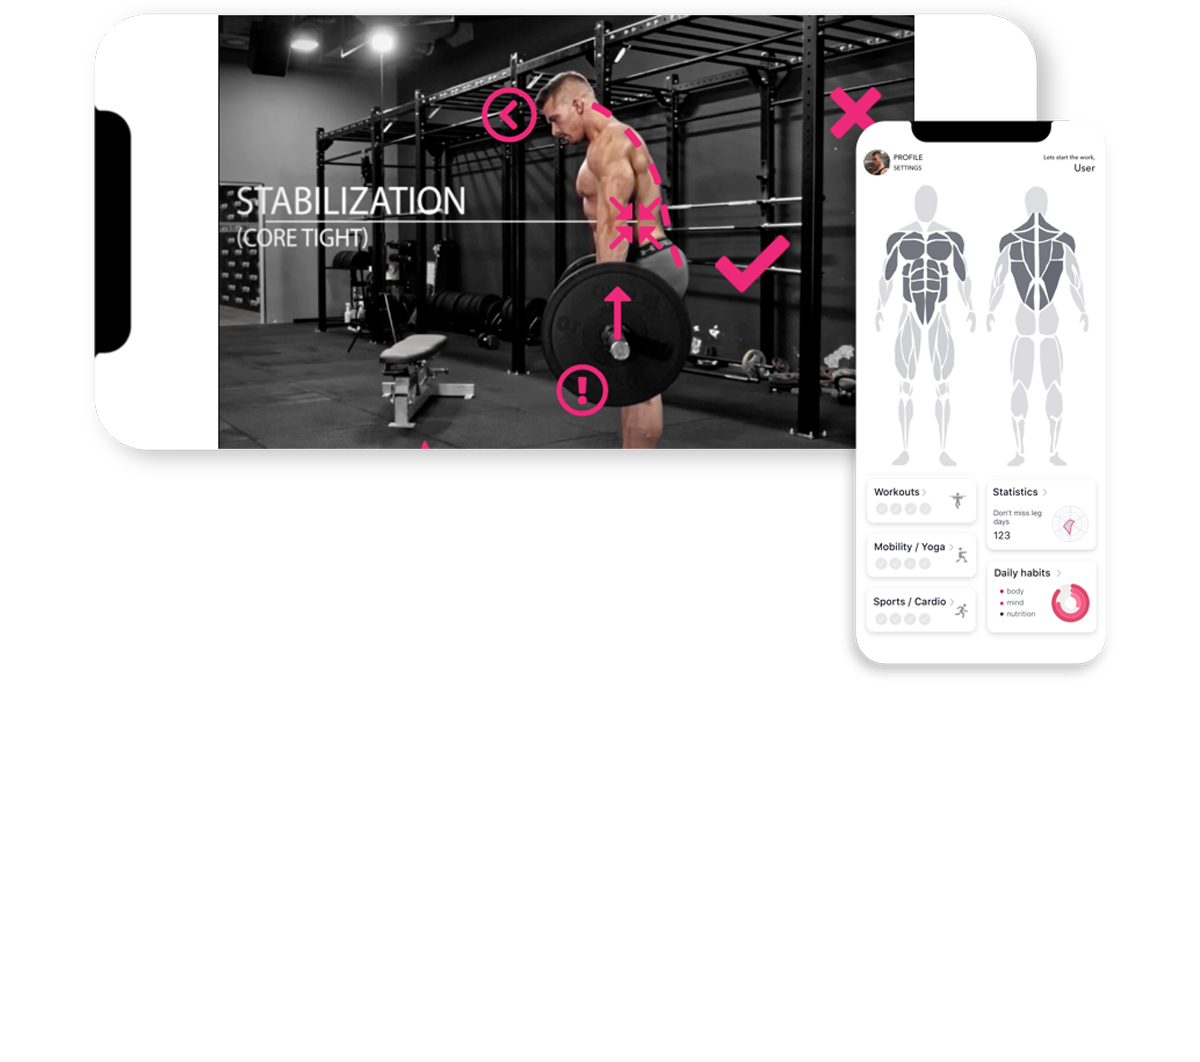 STABILIZATION
(CORE TIGHT)
PROFILE
SETTINGS
Lets start the work,
User
Workouts
Mobility / Yoga
Sports / Cardio
Statistics
Don't miss leg
days
123
Daily habits
body
mind
nutrition